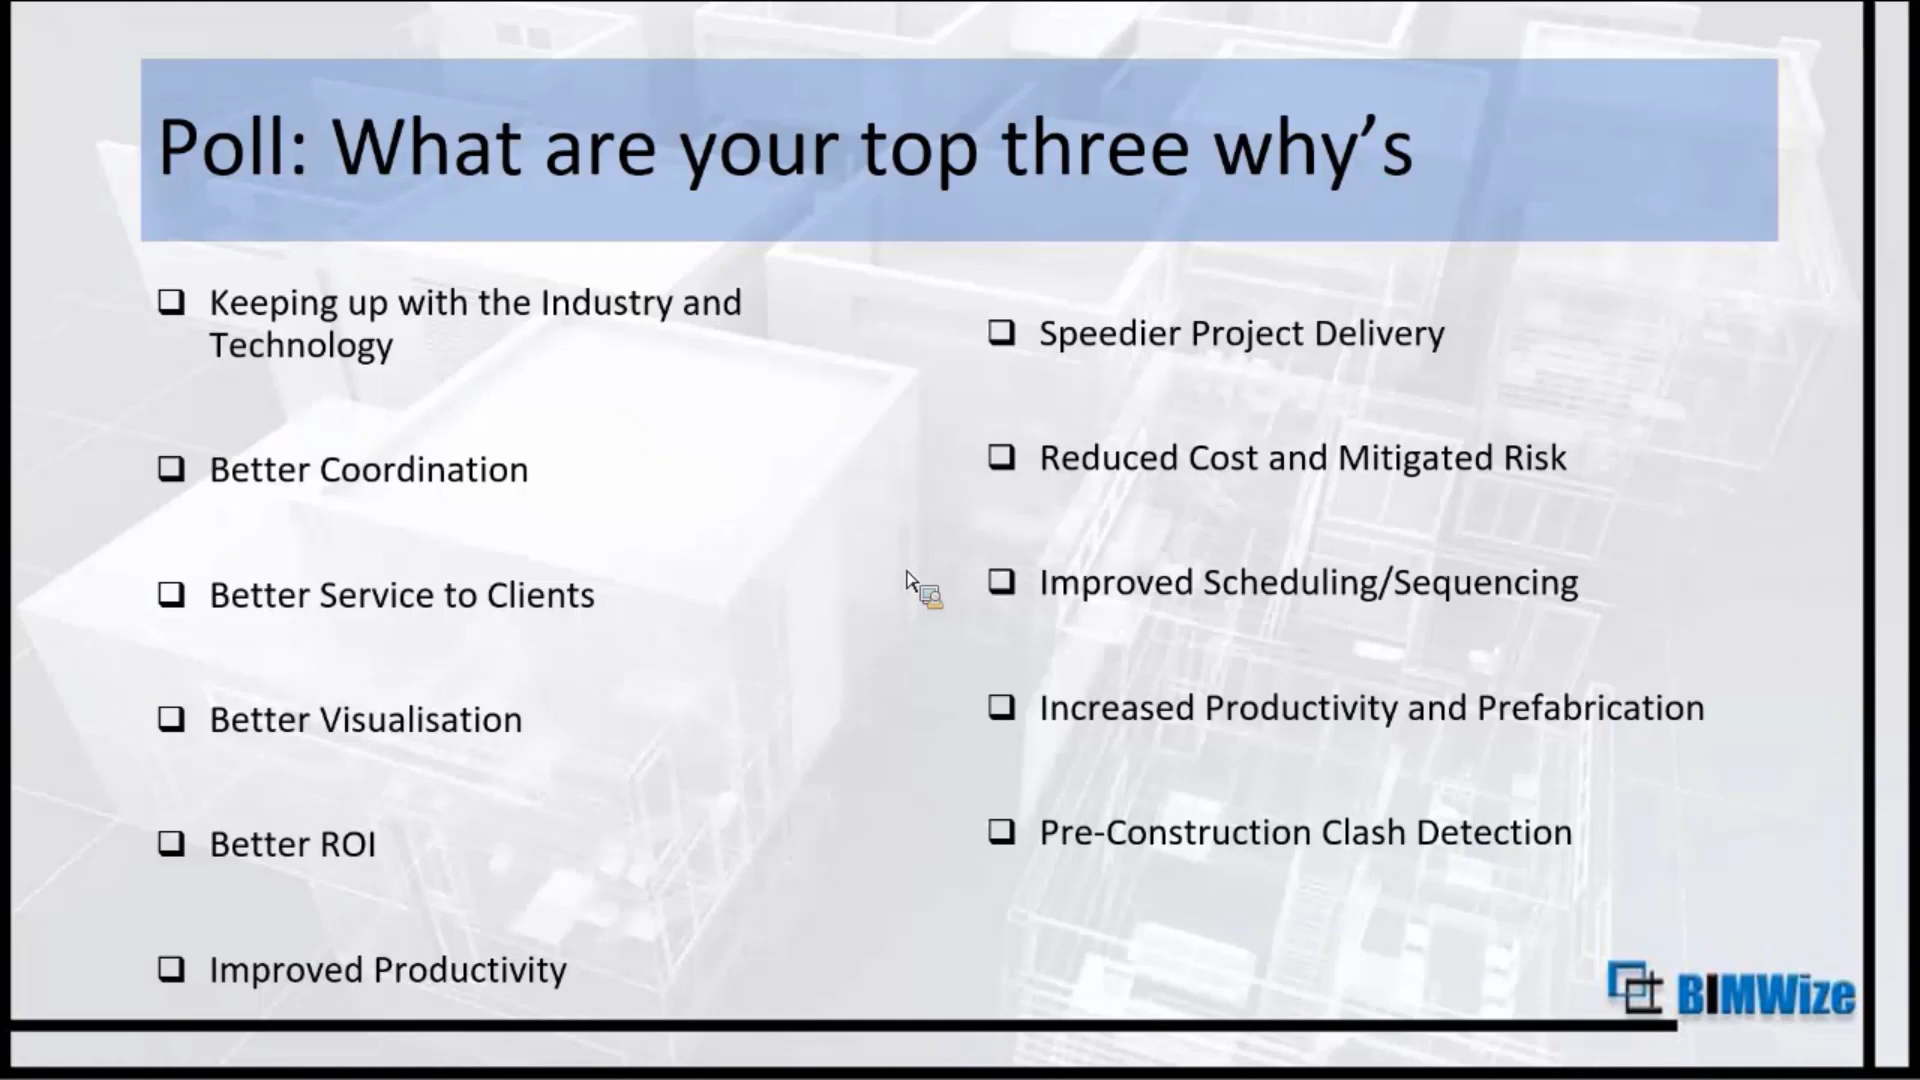 Poll: What are your top three why’s
Keeping up with the Industry and
Technology
Better Coordination
Better Service to Clients
Better Visualisation
Better ROI
Improved Productivity
Speedier Project Delivery
Reduced Cost and Mitigated Risk
Improved Scheduling/Sequencing
Increased Productivity and Prefabrication
Pre-Construction Clash Detection
BIMWize